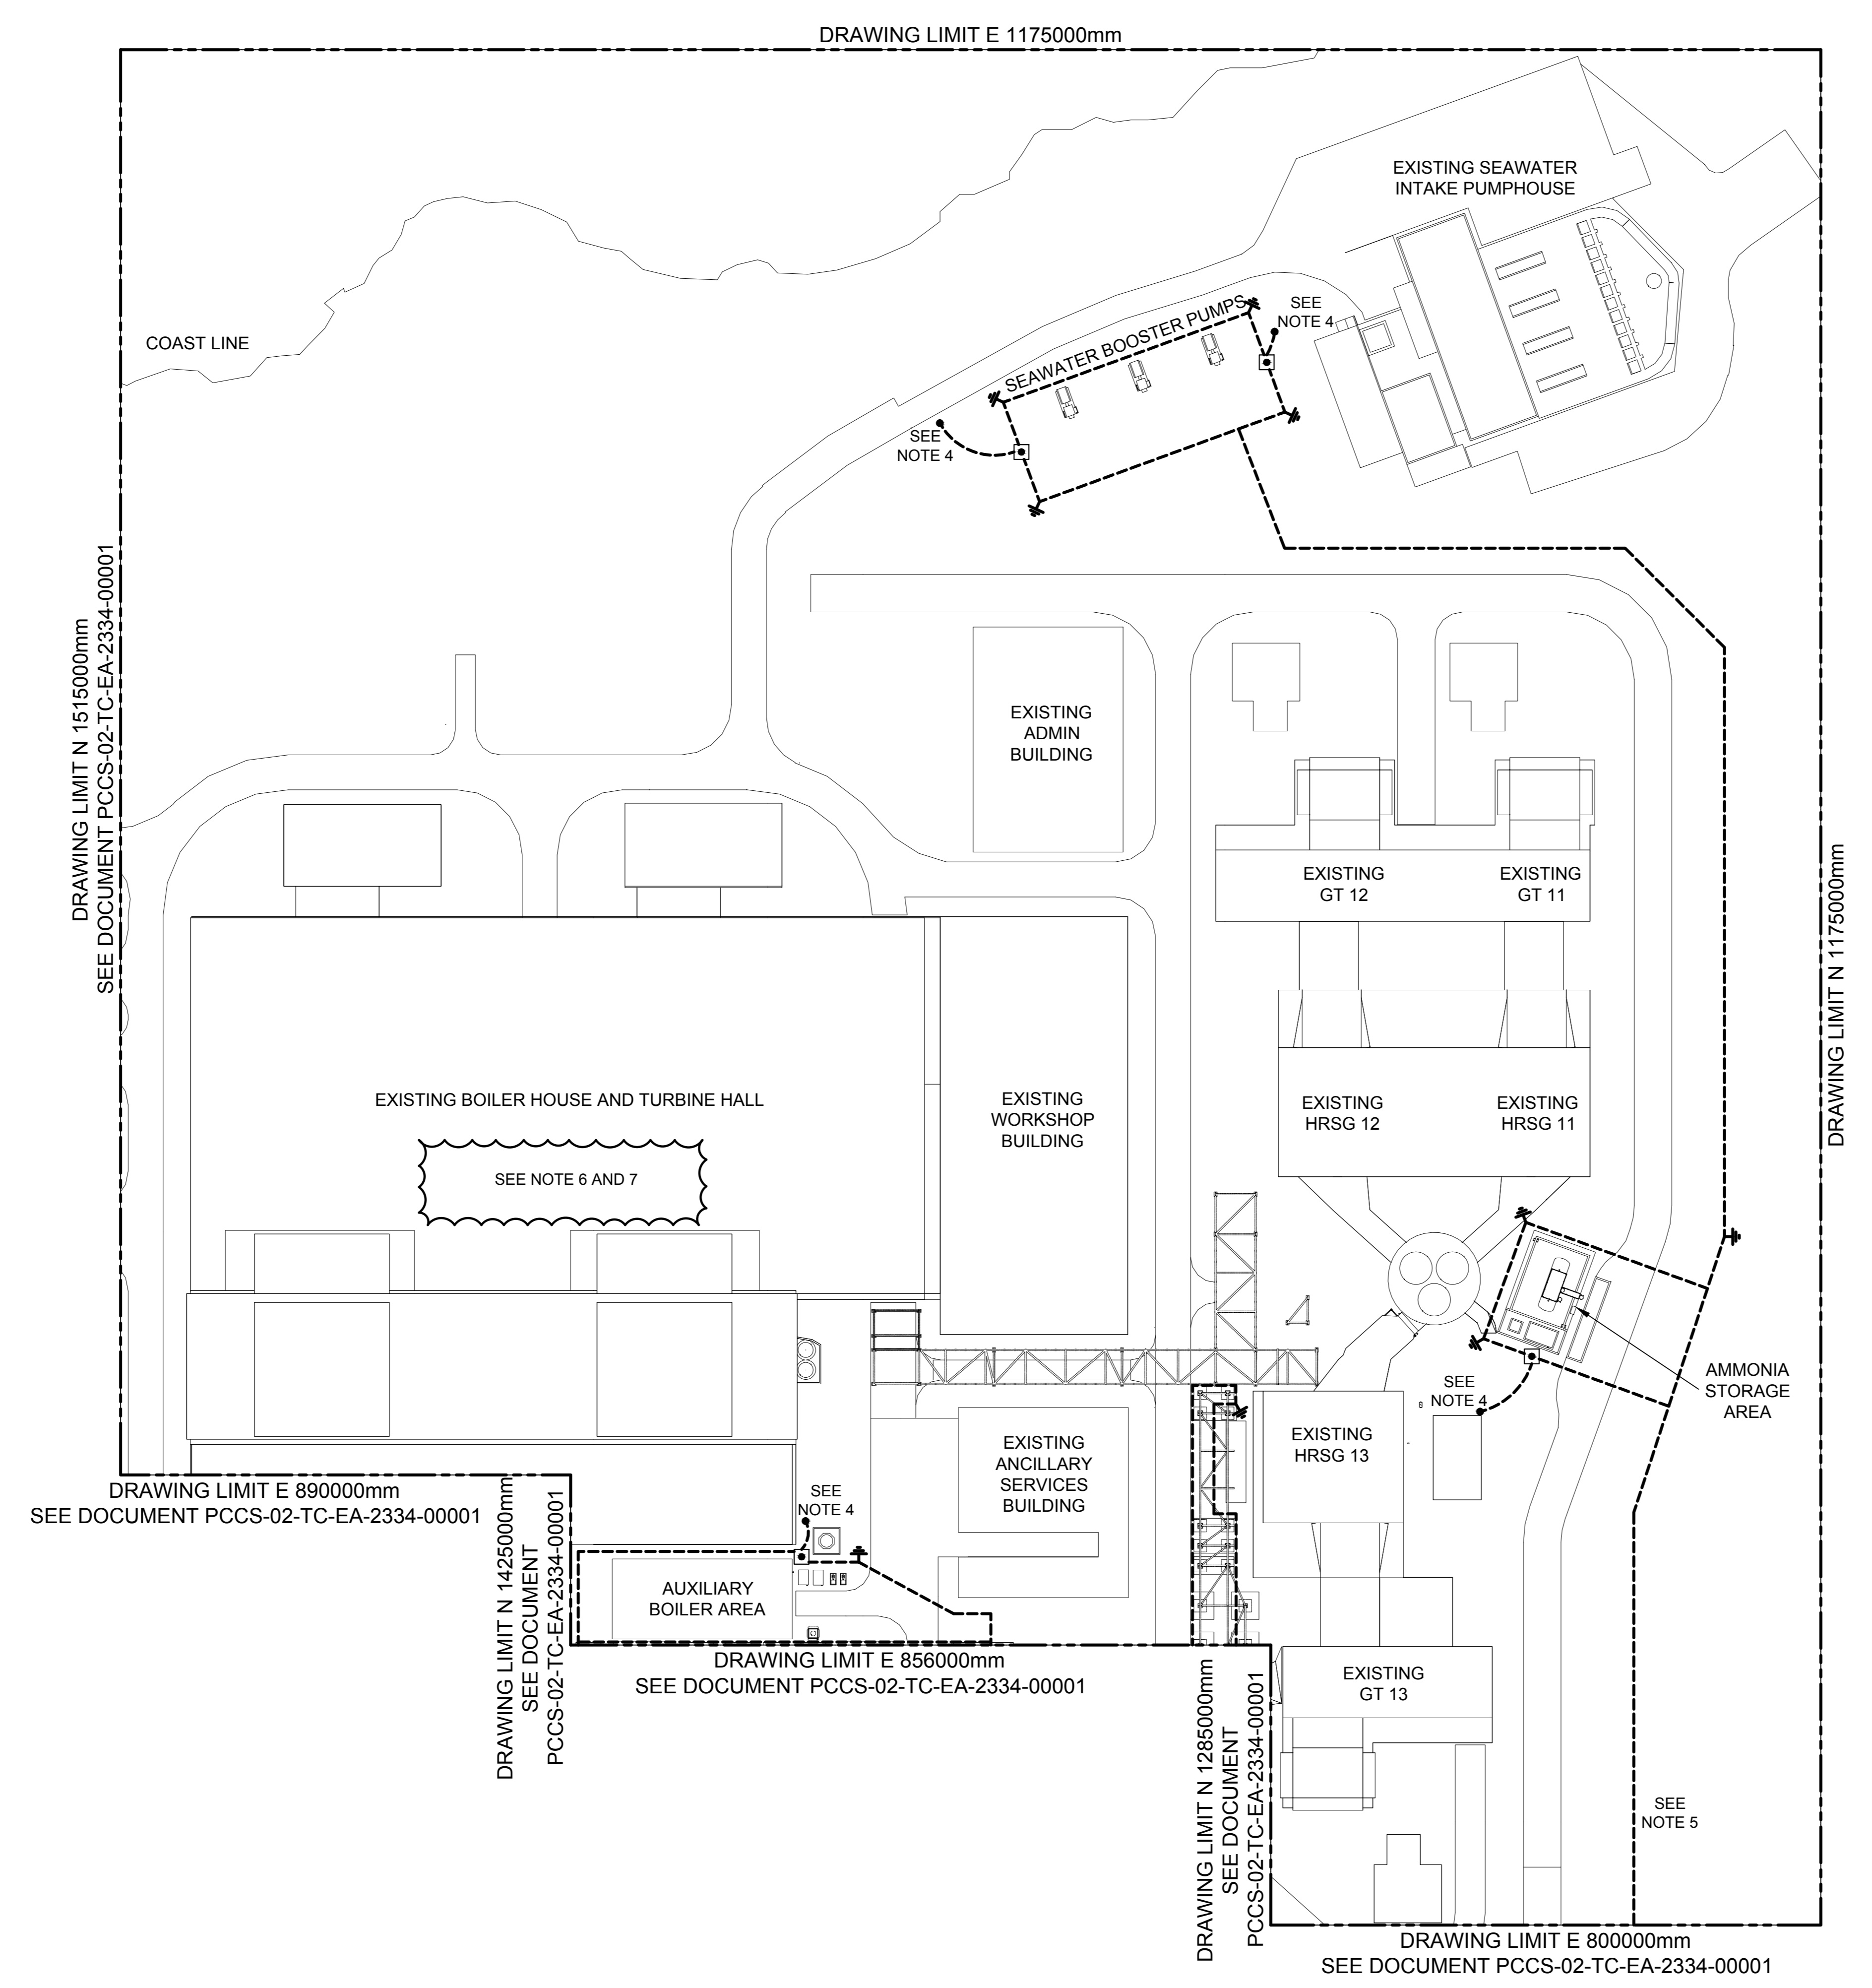 DRAWING LIMIT E 1175000mm
EXISTING SEAWATER
INTAKE PUMPHOUSE
SEE
NOTE 4
SEAWATER BOOSTER PUMPS
COAST LINE
SEE
NOTE 4
DRAWING LIMIT N 1515000mm
SEE DOCUMENT PCCS-02-TC-EA-2334-00001
EXISTING
ADMIN
BUILDING
EXISTING
GT 12
EXISTING
GT 11
DRAWING LIMIT N 1175000mm
EXISTING BOILER HOUSE AND TURBINE HALL
SEE NOTE 6 AND 7
EXISTING
WORKSHOP
BUILDING
EXISTING
HRSG 12
EXISTING
HRSG 11
AMMONIA
STORAGE
AREA
SEE
NOTE 4
EXISTING
HRSG 13
EXISTING
ANCILLARY
SERVICES
BUILDING
DRAWING LIMIT E 890000mm
SEE DOCUMENT PCCS-02-TC-EA-2334-00001
SEE
NOTE 4
DRAWING LIMIT N 1425000mm
SEE DOCUMENT
PCCS-02-TC-EA-2334-00001
AUXILIARY
BOILER AREA
DRAWING LIMIT E 856000mm
SEE DOCUMENT PCCS-02-TC-EA-2334-00001
DRAWING LIMIT N 1285000mm
SEE DOCUMENT
PCCS-02-TC-EA-2334-00001
EXISTING
GT 13
SEE
NOTE 5
DRAWING LIMIT E 800000mm
SEE DOCUMENT PCCS-02-TC-EA-2334-00001